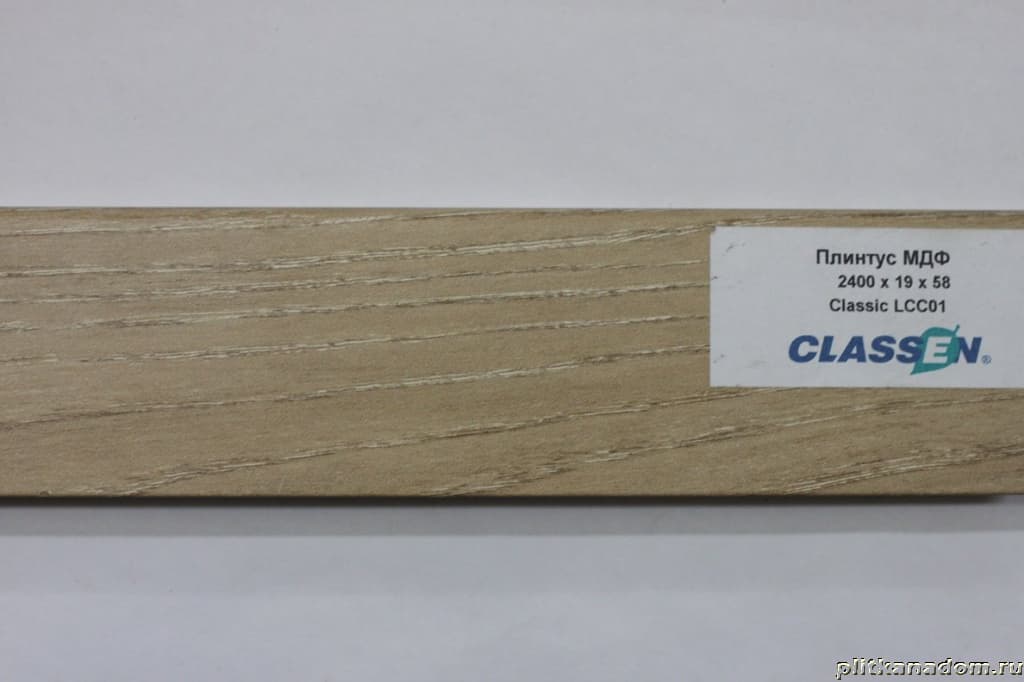 Плинтус МДФ
2400 x 19 x 58
Classic LCC01
CLASSEN®
plitkanadom.ru